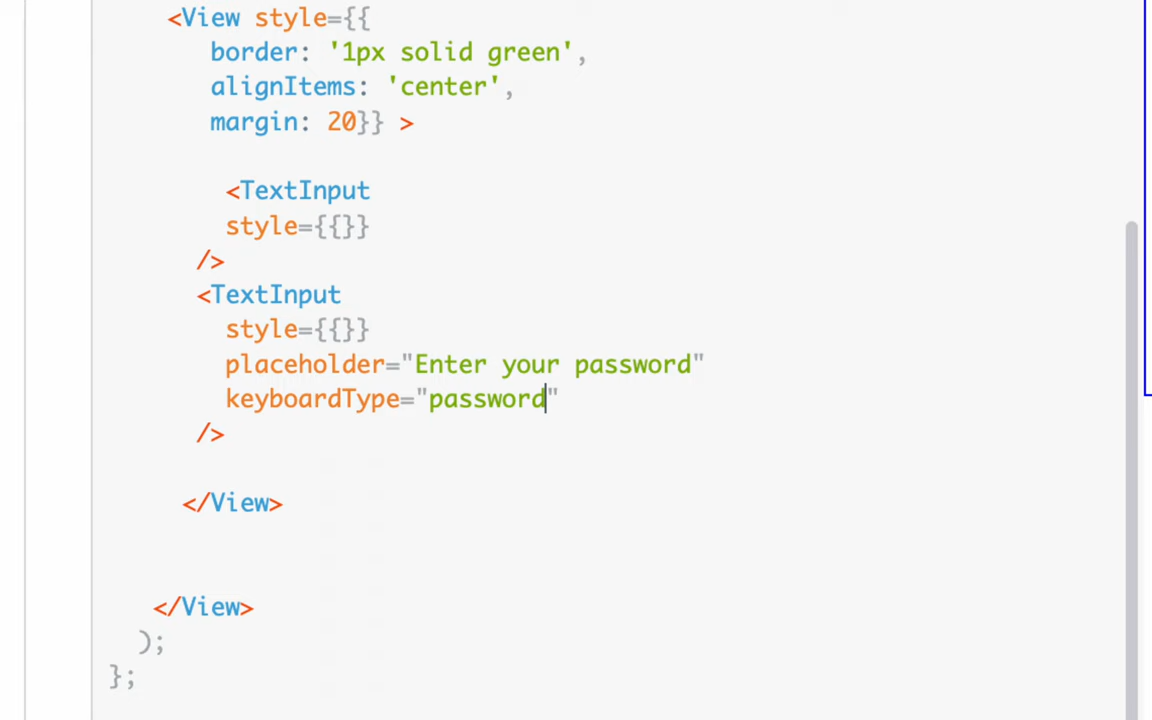 <View style={{
border: '1px solid green',
alignItems: 'center',
margin: 20}} >
<TextInput
style={{}}
/>
<TextInput
style={{}}
placeholder="Enter your password"
keyboardType="password"
/>
</View>
</View>
);
};